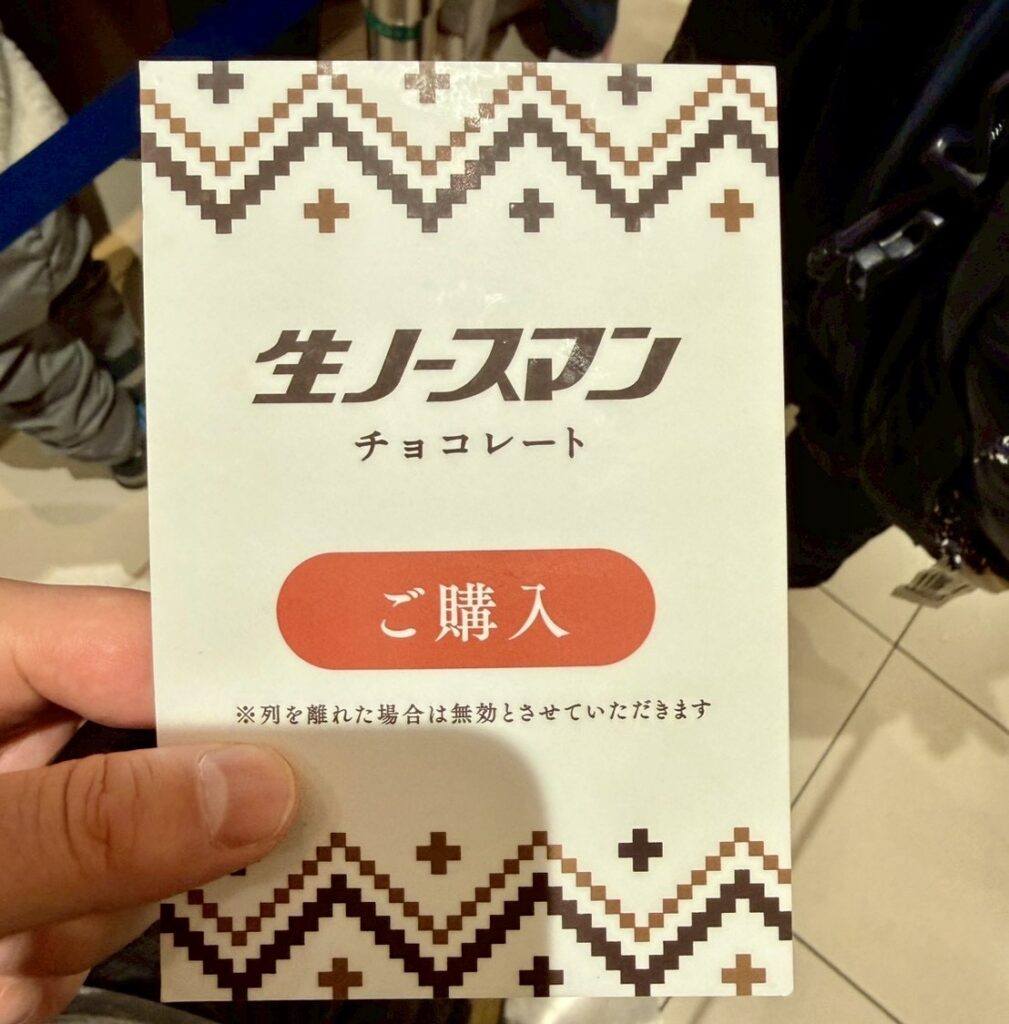 生ノースマン
チョコレート
ご購入
※列を離れた場合は無効とさせていただきます